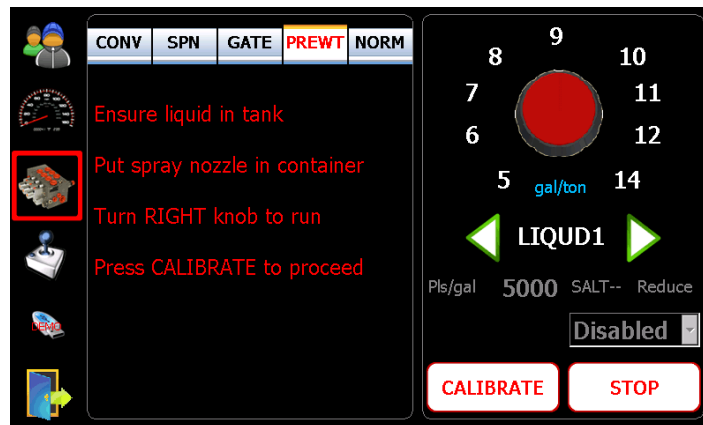 CONV SPN GATE PREWT NORM
Ensure liquid in tank
Put spray nozzle in container
Turn RIGHT knob to run
Press CALIBRATE to proceed
DEMO
9
8 10
7 11
6 12
5 gal/ton 14
LIQUD1
Pls/gal 5000 SALT-- Reduce
Disabled
CALIBRATE STOP